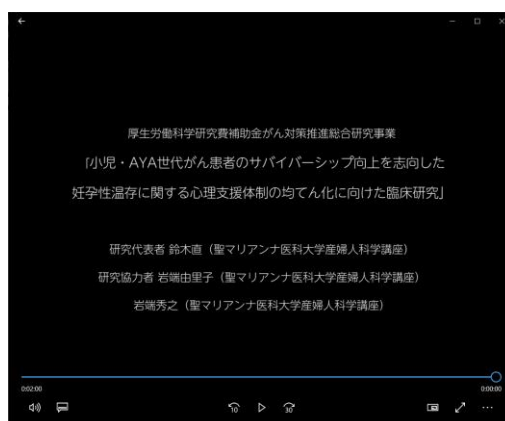 厚生労働科学研究費補助金がん対策推進総合研究事業
「小児・AYA世代がん患者のサバイバーシップ向上を志向した
妊孕性温存に関する心理支援体制の均てん化に向けた臨床研究」
研究代表者 鈴木直（聖マリアンナ医科大学産婦人科学講座）
研究協力者 岩端由里子（聖マリアンナ医科大学産婦人科学講座）
岩端秀之（聖マリアンナ医科大学産婦人科学講座）
0:02:00 0:00:00
10 30